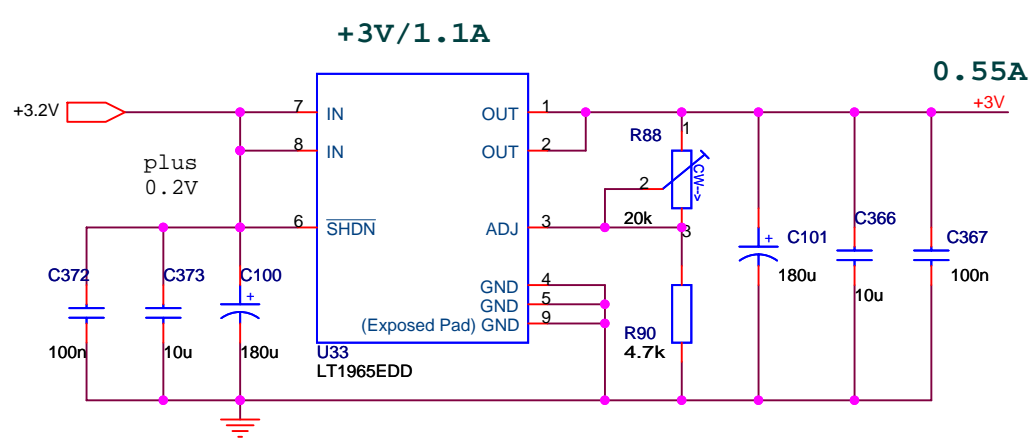 +3V/1.1A
0.55A
+3V
+3.2V
7
IN
OUT
1
8
IN
OUT
2
R88
1
2
CW->
20k
3
plus
0.2V
6
SHDN
ADJ
3
C372
C373
C100
+
100n
10u
180u
GND
4
GND
5
(Exposed Pad) GND
9
U33
LT1965EDD
R90
4.7k
+
C101
180u
C366
10u
C367
100n